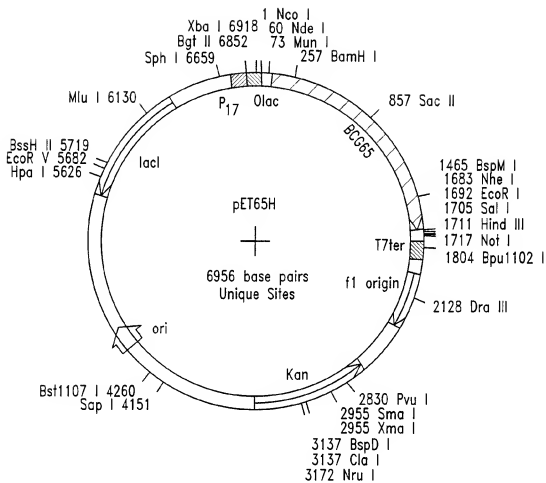 1 Nco I
Xba I 6918
60 Nde I
Bgt II 6852
73 Mun I
Sph I 6659
257 BamH I
P17
Olac
Mlu I 6130
857 Sac II
BCG65
BssH II 5719
EcoR V 5682
Hpa I 5626
lacI
1465 BspM I
1683 Nhe I
1692 EcoR I
1705 Sal I
1711 Hind III
1717 Not I
1804 Bpu1102 I
pET65H
T7ter
6956 base pairs
Unique Sites
f1 origin
2128 Dra III
ori
Kan
Bst1107 I 4260
Sap I 4151
2830 Pvu I
2955 Sma I
2955 Xma I
3137 BspD I
3137 Cla I
3172 Nru I